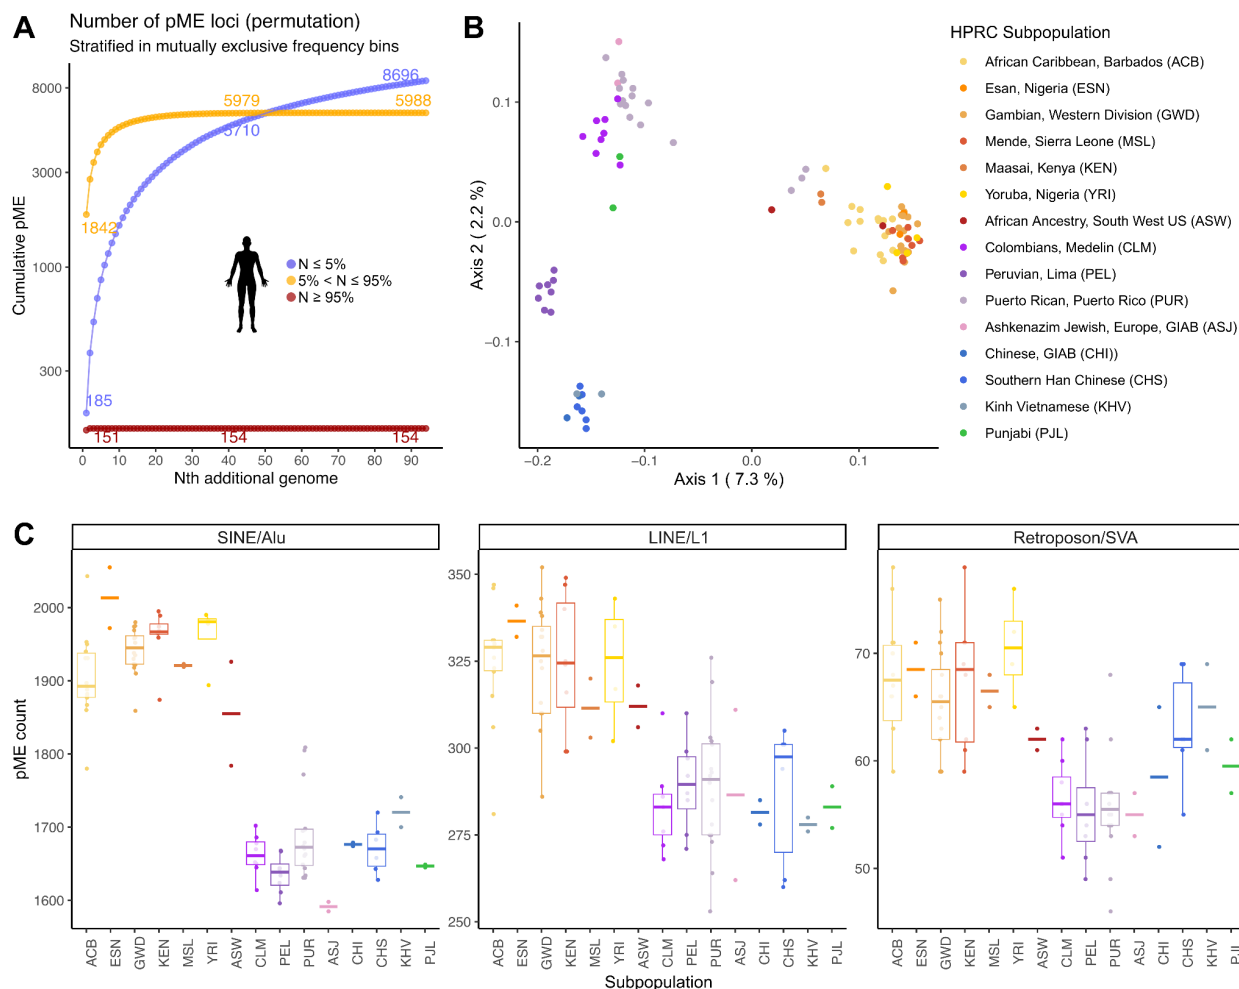 A
Number of pME loci (permutation)
Stratified in mutually exclusive frequency bins
Cumulative pME
8000
3000
1000
300
8696
5979
5988
5710
1842
185
151
154
154
N ≤ 5%
5% < N ≤ 95%
N ≥ 95%
0 10 20 30 40 50 60 70 80 90
Nth additional genome
B
Axis 2 ( 2.2 %)
0.1
0.0
−0.1
−0.2 −0.1 0.0 0.1
Axis 1 ( 7.3 %)
HPRC Subpopulation
African Caribbean, Barbados (ACB)
Esan, Nigeria (ESN)
Gambian, Western Division (GWD)
Mende, Sierra Leone (MSL)
Maasai, Kenya (KEN)
Yoruba, Nigeria (YRI)
African Ancestry, South West US (ASW)
Colombians, Medelin (CLM)
Peruvian, Lima (PEL)
Puerto Rican, Puerto Rico (PUR)
Ashkenazim Jewish, Europe, GIAB (ASJ)
Chinese, GIAB (CHI))
Southern Han Chinese (CHS)
Kinh Vietnamese (KHV)
Punjabi (PJL)
C
SINE/Alu
LINE/L1
Retroposon/SVA
pME count
2000
1900
1800
1700
1600
350
325
300
275
250
70
60
50
ACB ESN GWD KEN MSL YRI ASW CLM PEL PUR ASJ CHI CHS KHV PJL
ACB ESN GWD KEN MSL YRI ASW CLM PEL PUR ASJ CHI CHS KHV PJL
ACB ESN GWD KEN MSL YRI ASW CLM PEL PUR ASJ CHI CHS KHV PJL
Subpopulation